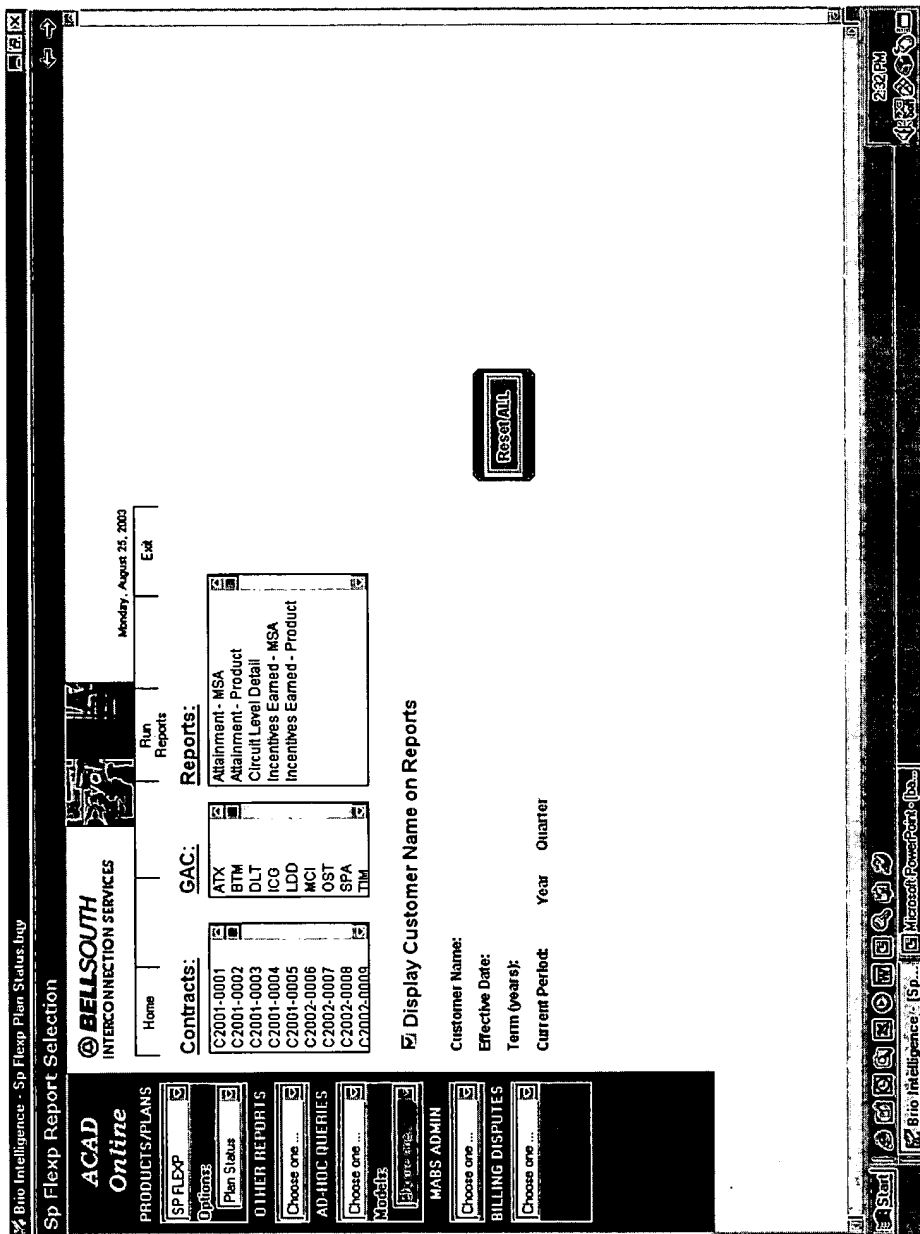 Brio Intelligence - Sp Flexp Plan Status.bqy
Sp Flexp Report Selection
ACAD
Online
PRODUCTS/PLANS
SP FLEXP
Options:
Plan Status
OTHER REPORTS
Choose one ...
AD-HOC QUERIES
Choose one ...
Models:
Choose one...
MABS ADMIN
Choose one ...
BILLING DISPUTES
Choose one ...
BELLSOUTH
INTERCONNECTION SERVICES
Monday, August 25, 2003
Home
Run
Reports
Exit
Contracts:
C2001-0001
C2001-0002
C2001-0003
C2001-0004
C2001-0005
C2002-0006
C2002-0007
C2002-0008
C2002-0009
GAC:
ATX
BTM
DLT
ICG
LDD
MCI
OST
SPA
TIM
Reports:
Attainment - MSA
Attainment - Product
Circuit Level Detail
Incentives Earned - MSA
Incentives Earned - Product
Display Customer Name on Reports
Customer Name:
Effective Date:
Term (years):
Current Period: Year Quarter
Reset ALL
Start
Brio Intelligence - [Sp...
Microsoft PowerPoint - [bo...
2:32 PM